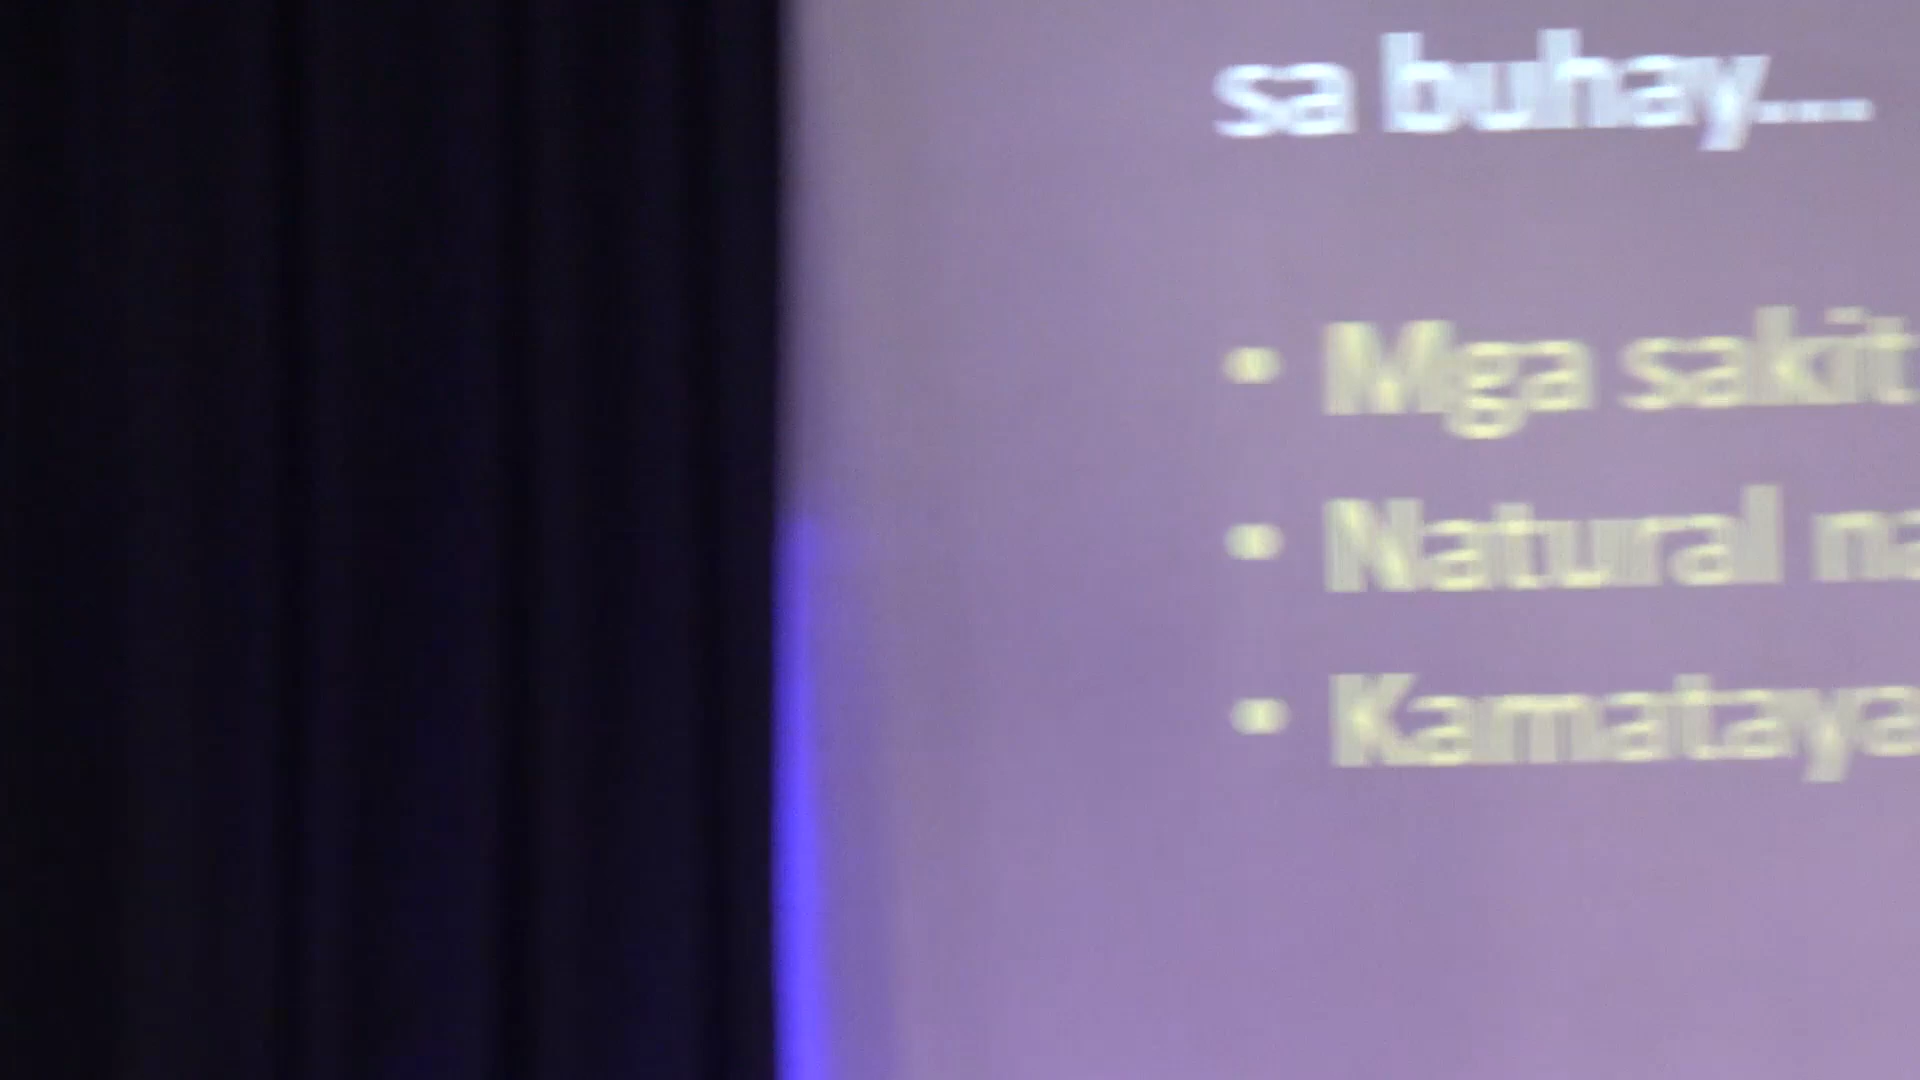 sa buhay....
• Mga sakit
• Natural na
• Kamataya